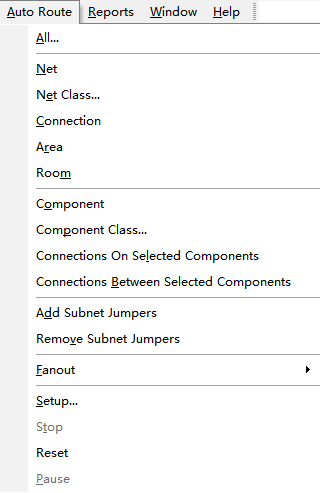 Auto Route Reports Window Help
All...
Net
Net Class...
Connection
Area
Room
Component
Component Class...
Connections On Selected Components
Connections Between Selected Components
Add Subnet Jumpers
Remove Subnet Jumpers
Fanout
Setup...
Stop
Reset
Pause